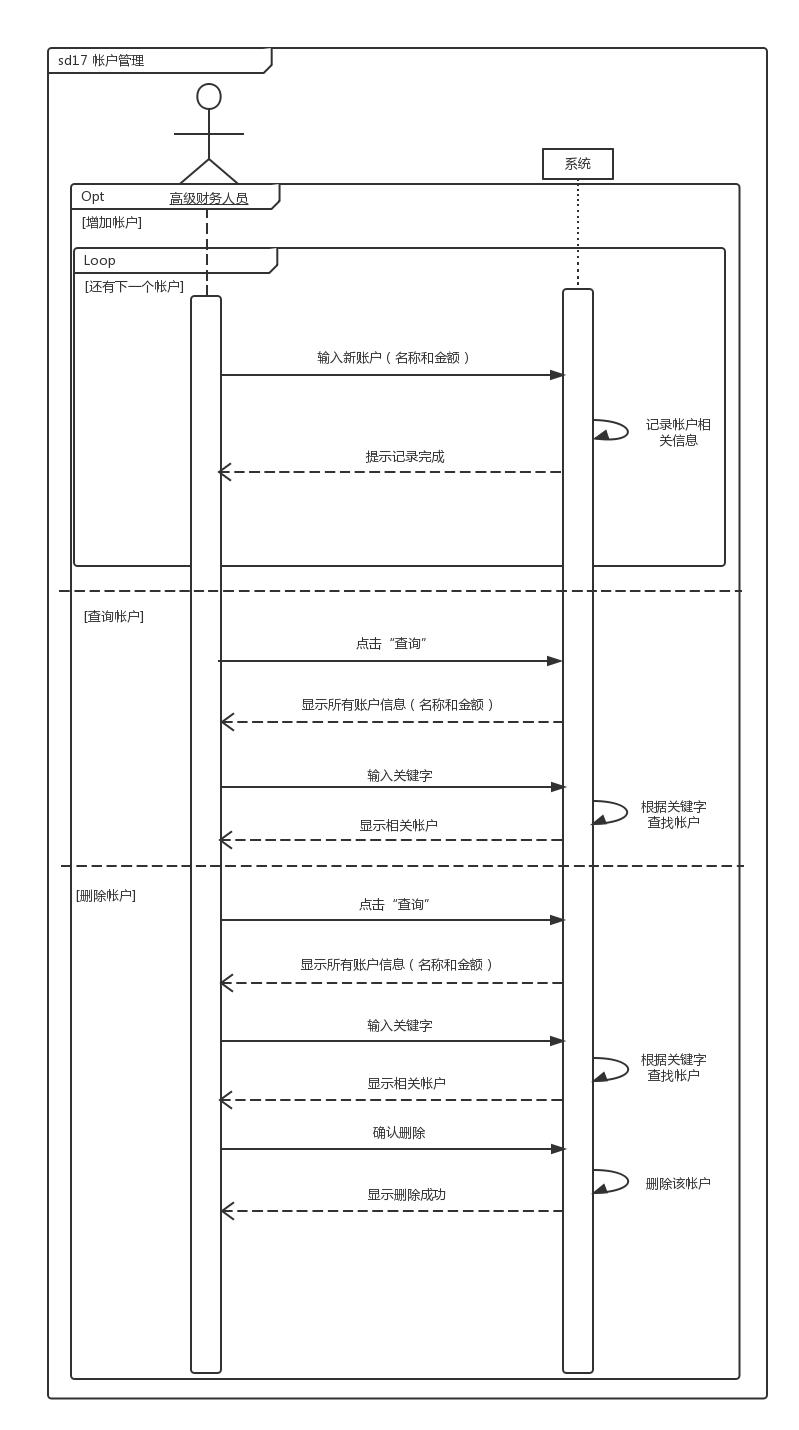 sd17 帐户管理
系统
Opt
高级财务人员
[增加帐户]
Loop
[还有下一个帐户]
输入新账户（名称和金额）
记录帐户相
关信息
提示记录完成
[查询帐户]
点击“查询”
显示所有账户信息（名称和金额）
输入关键字
根据关键字
查找帐户
显示相关帐户
[删除帐户]
点击“查询”
显示所有账户信息（名称和金额）
输入关键字
根据关键字
查找帐户
显示相关帐户
确认删除
删除该帐户
显示删除成功